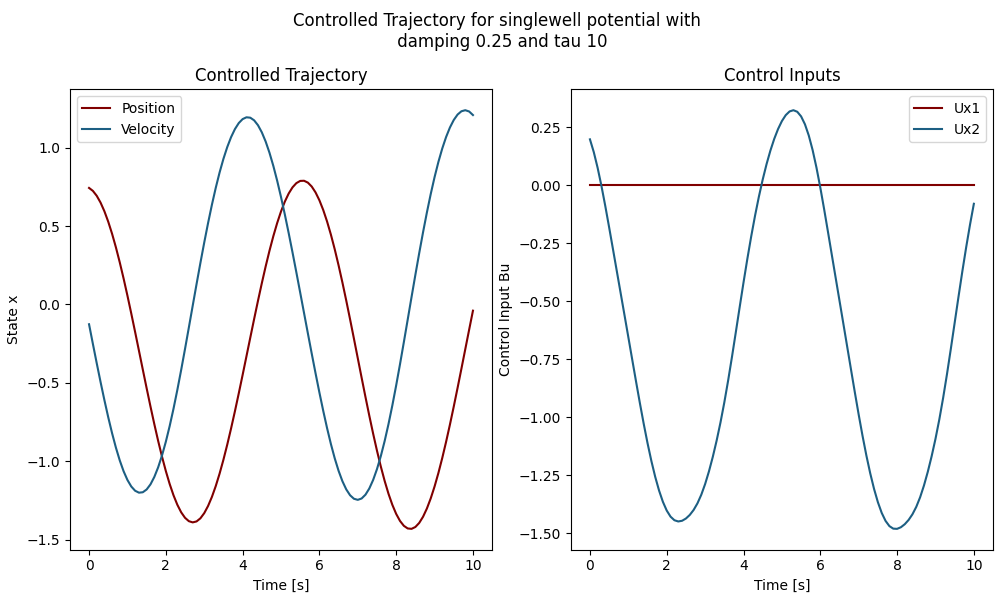 Controlled Trajectory for singlewell potential with
damping 0.25 and tau 10
Controlled Trajectory
Position
Velocity
1.0
0.5
0.0
−0.5
−1.0
−1.5
State x
0
2
4
6
8
10
Time [s]
Control Inputs
Ux1
Ux2
0.25
0.00
−0.25
−0.50
−0.75
−1.00
−1.25
−1.50
Control Input Bu
0
2
4
6
8
10
Time [s]